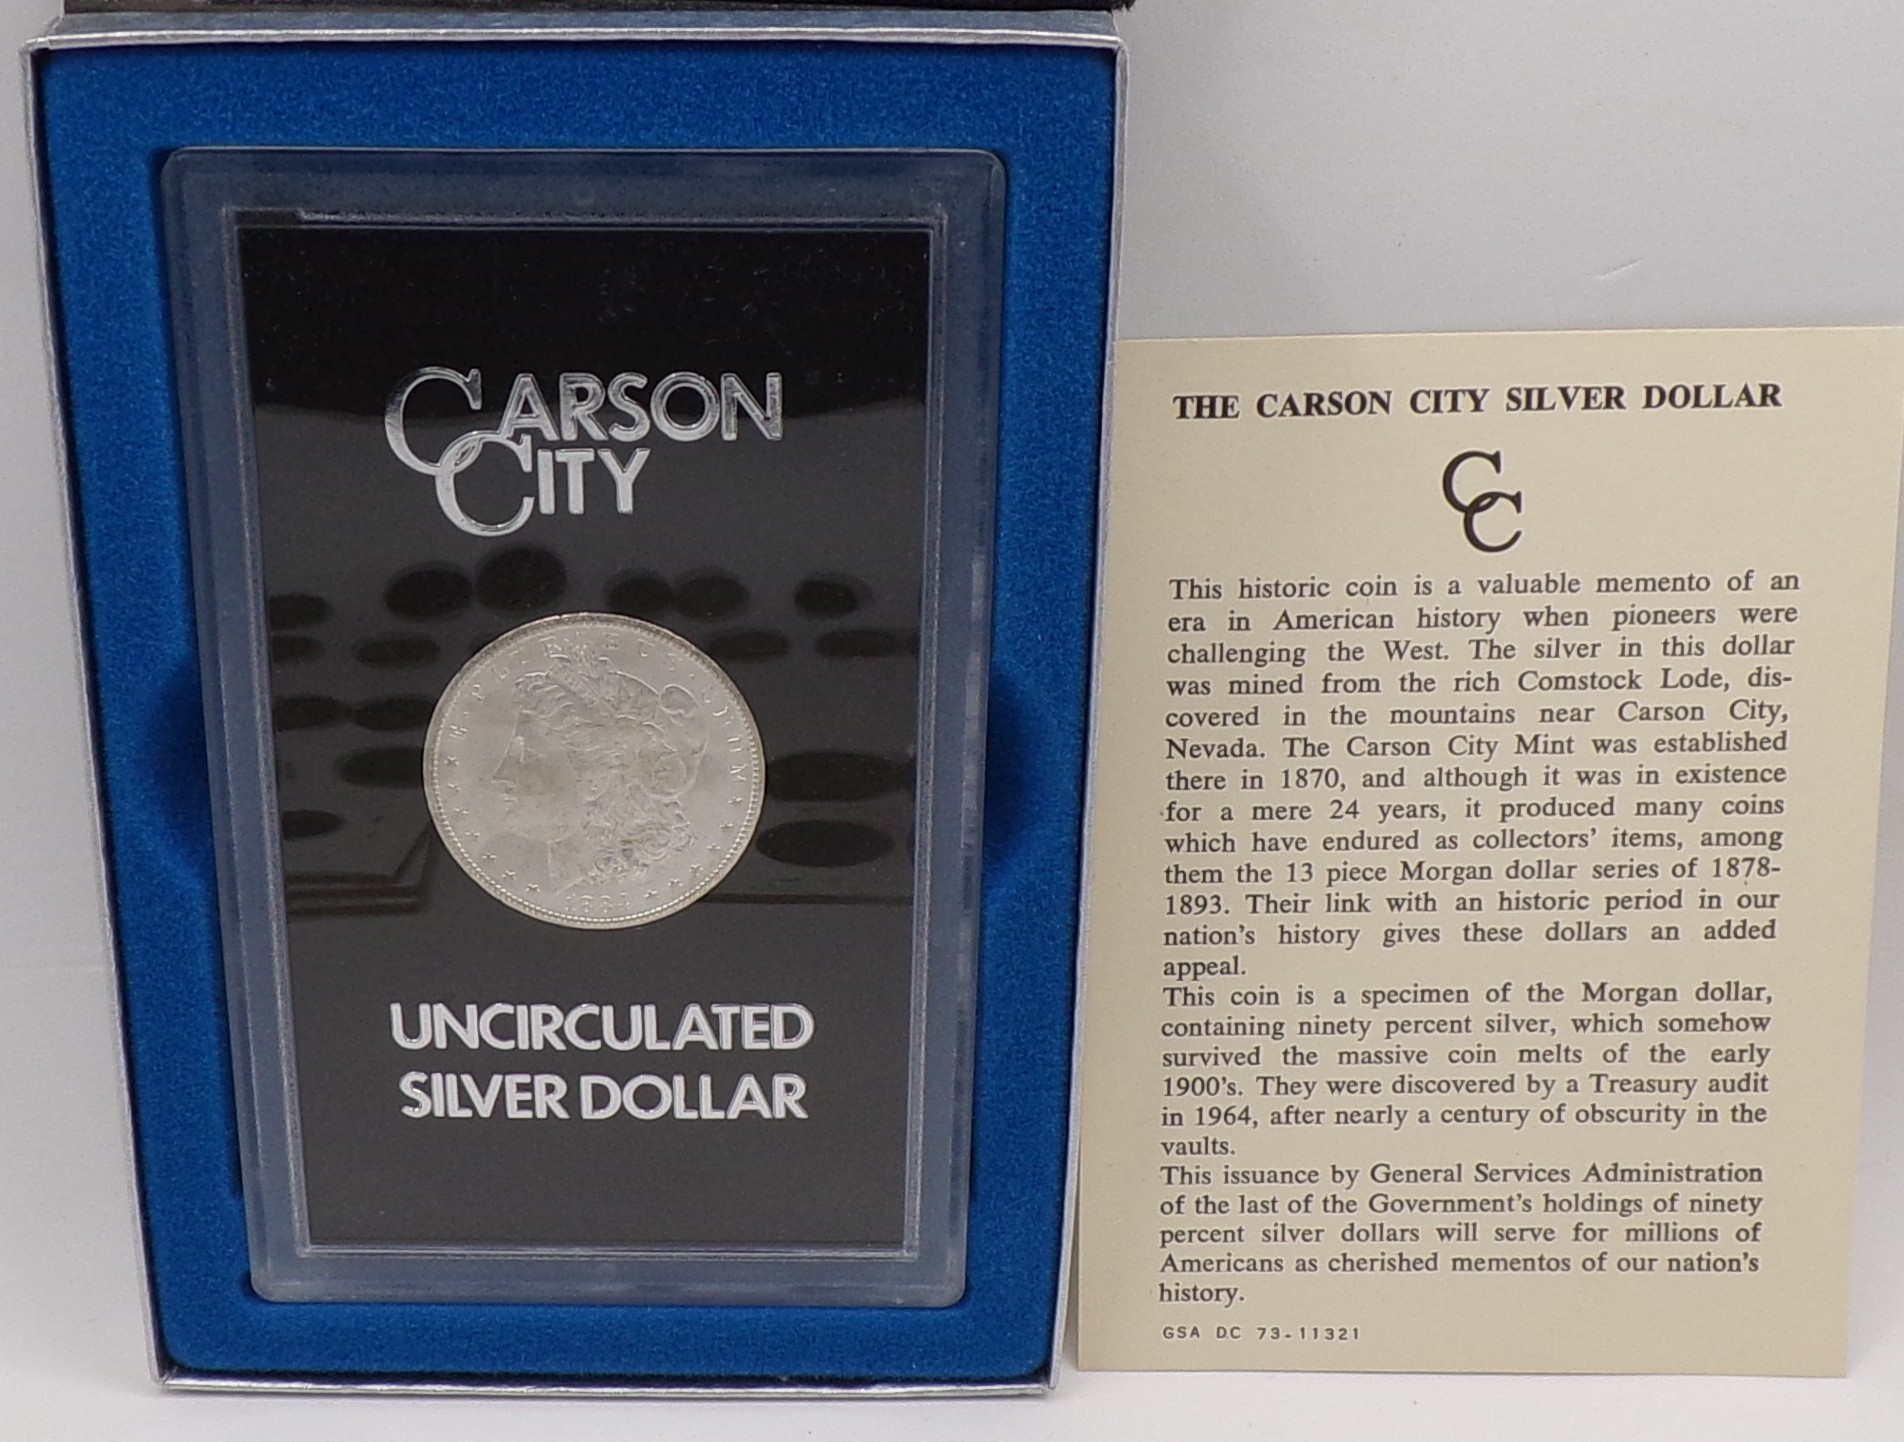 CARSON
CITY
E·PLURIBUS·UNUM
UNCIRCULATED
SILVER DOLLAR
THE CARSON CITY SILVER DOLLAR
CC
This historic coin is a valuable memento of an
era in American history when pioneers were
challenging the West. The silver in this dollar
was mined from the rich Comstock Lode, dis-
covered in the mountains near Carson City,
Nevada. The Carson City Mint was established
there in 1870, and although it was in existence
for a mere 24 years, it produced many coins
which have endured as collectors' items, among
them the 13 piece Morgan dollar series of 1878-
1893. Their link with an historic period in our
nation's history gives these dollars an added
appeal.
This coin is a specimen of the Morgan dollar,
containing ninety percent silver, which somehow
survived the massive coin melts of the early
1900's. They were discovered by a Treasury audit
in 1964, after nearly a century of obscurity in the
vaults.
This issuance by General Services Administration
of the last of the Government's holdings of ninety
percent silver dollars will serve for millions of
Americans as cherished mementos of our nation's
history.
GSA DC 73-11321